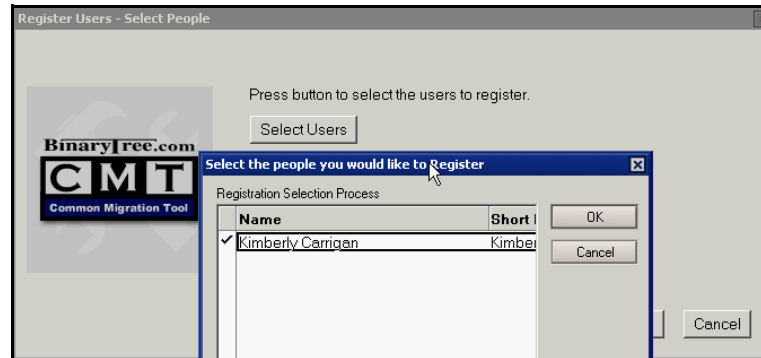 Register Users - Select People
Press button to select the users to register.
Select Users
BinaryTree.com
CMT
Common Migration Tool
Select the people you would like to Register
Registration Selection Process
Name Short
OK
Kimberly Carrigan
Cancel
Cancel